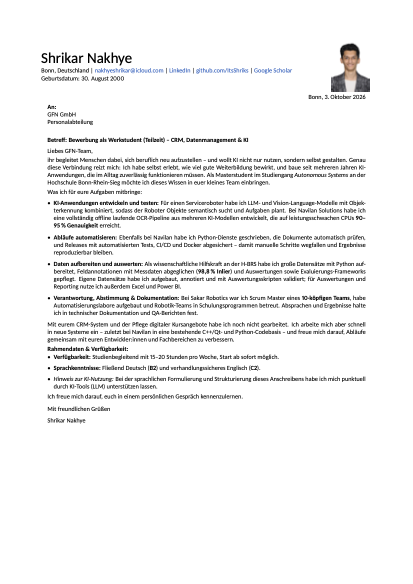 Shrikar Nakhye
Bonn, Deutschland | nakhyeshrikar@icloud.com | LinkedIn | github.com/ItsShriks | Google Scholar
Geburtsdatum: 30. August 2000
Bonn, 3. Oktober 2026
An:
GFN GmbH
Personalabteilung
Betreff: Bewerbung als Werkstudent (Teilzeit) – CRM, Datenmanagement & KI
Liebes GFN-Team,
ihr begleitet Menschen dabei, sich beruflich neu aufzustellen – und wollt KI nicht nur nutzen, sondern selbst gestalten. Genau
diese Verbindung reizt mich: Ich habe selbst erlebt, wie viel gute Weiterbildung bewirkt, und baue seit mehreren Jahren KI-
Anwendungen, die im Alltag zuverlässig funktionieren müssen. Als Masterstudent im Studiengang Autonomous Systems an der
Hochschule Bonn-Rhein-Sieg möchte ich dieses Wissen in euer kleines Team einbringen.
Was ich für eure Aufgaben mitbringe:
• KI-Anwendungen entwickeln und testen: Für einen Serviceroboter habe ich LLM- und Vision-Language-Modelle mit Objek-
terkennung kombiniert, sodass der Roboter Objekte semantisch sucht und Aufgaben plant. Bei Navilan Solutions habe ich
eine vollständig offline laufende OCR-Pipeline aus mehreren KI-Modellen entwickelt, die auf leistungsschwachen CPUs 90–
95 % Genauigkeit erreicht.
• Abläufe automatisieren: Ebenfalls bei Navilan habe ich Python-Dienste geschrieben, die Dokumente automatisch prüfen,
und Releases mit automatisierten Tests, CI/CD und Docker abgesichert – damit manuelle Schritte wegfallen und Ergebnisse
reproduzierbar bleiben.
• Daten aufbereiten und auswerten: Als wissenschaftliche Hilfskraft an der H-BRS habe ich große Datensätze mit Python auf-
bereitet, Feldannotationen mit Messdaten abgeglichen (98,8 % Inlier) und Auswertungen sowie Evaluierungs-Frameworks
gepflegt. Eigene Datensätze habe ich aufgebaut, annotiert und mit Auswertungsskripten validiert; für Auswertungen und
Reporting nutze ich außerdem Excel und Power BI.
• Verantwortung, Abstimmung & Dokumentation: Bei Sakar Robotics war ich Scrum Master eines 10-köpfigen Teams, habe
Automatisierungslabore aufgebaut und Robotik-Teams in Schulungsprogrammen betreut. Absprachen und Ergebnisse halte
ich in technischer Dokumentation und QA-Berichten fest.
Mit eurem CRM-System und der Pflege digitaler Kursangebote habe ich noch nicht gearbeitet. Ich arbeite mich aber schnell
in neue Systeme ein – zuletzt bei Navilan in eine bestehende C++/Qt- und Python-Codebasis – und freue mich darauf, Abläufe
gemeinsam mit euren Entwickler:innen und Fachbereichen zu verbessern.
Rahmendaten & Verfügbarkeit:
• Verfügbarkeit: Studienbegleitend mit 15–20 Stunden pro Woche, Start ab sofort möglich.
• Sprachkenntnisse: Fließend Deutsch (B2) und verhandlungssicheres Englisch (C2).
• Hinweis zur KI-Nutzung: Bei der sprachlichen Formulierung und Strukturierung dieses Anschreibens habe ich mich punktuell
durch KI-Tools (LLM) unterstützen lassen.
Ich freue mich darauf, euch in einem persönlichen Gespräch kennenzulernen.
Mit freundlichen Grüßen
Shrikar Nakhye